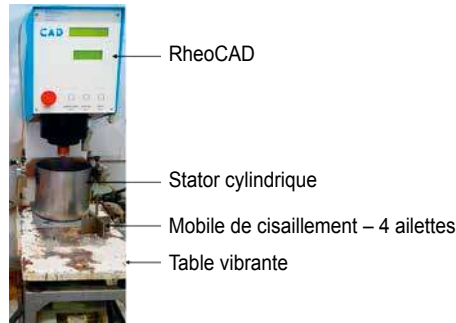 CAD
RheoCAD
Stator cylindrique
Mobile de cisaillement – 4 ailettes
Table vibrante